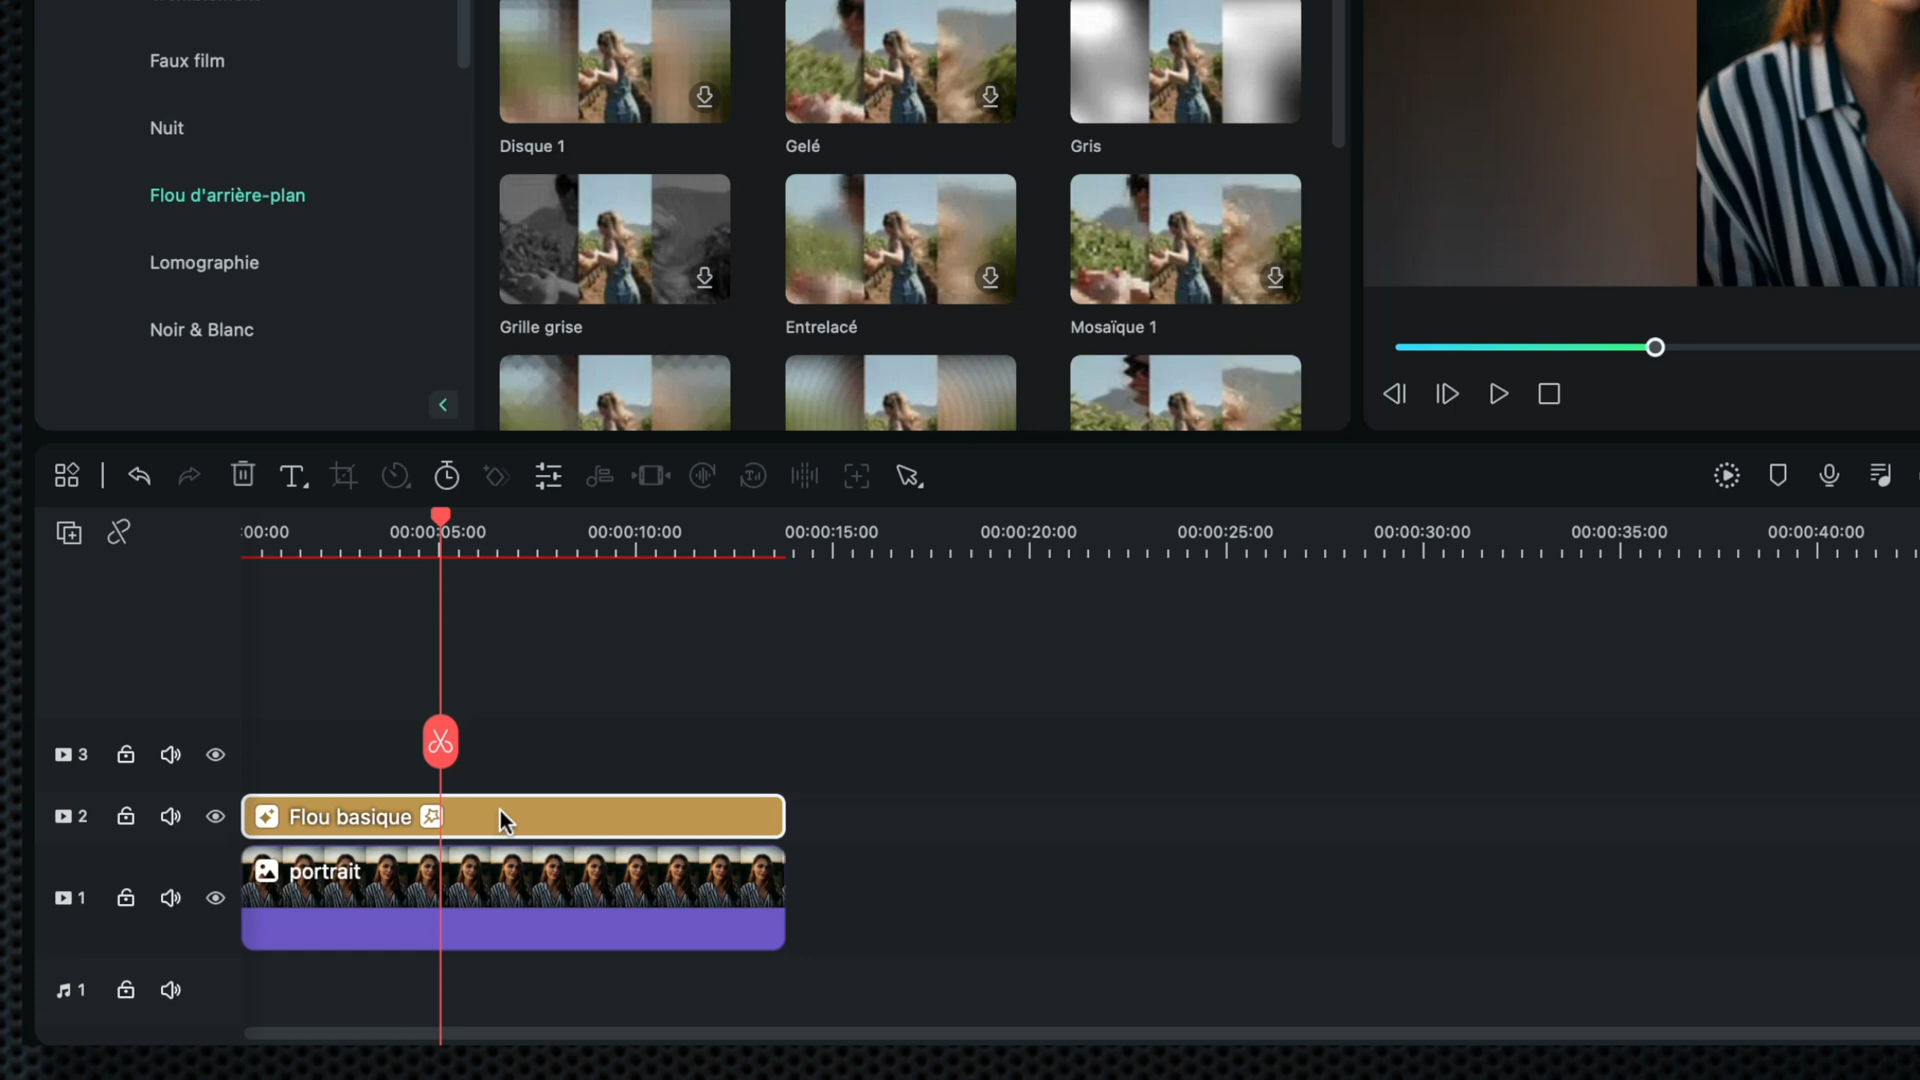 Faux film
Nuit
Flou d'arrière-plan
Lomographie
Noir & Blanc
Disque 1
Gelé
Gris
Grille grise
Entrelacé
Mosaïque 1
:00:00
00:00:05:00
00:00:10:00
00:00:15:00
00:00:20:00
00:00:25:00
00:00:30:00
00:00:35:00
00:00:40:00
3
2
Flou basique
1
portrait
1